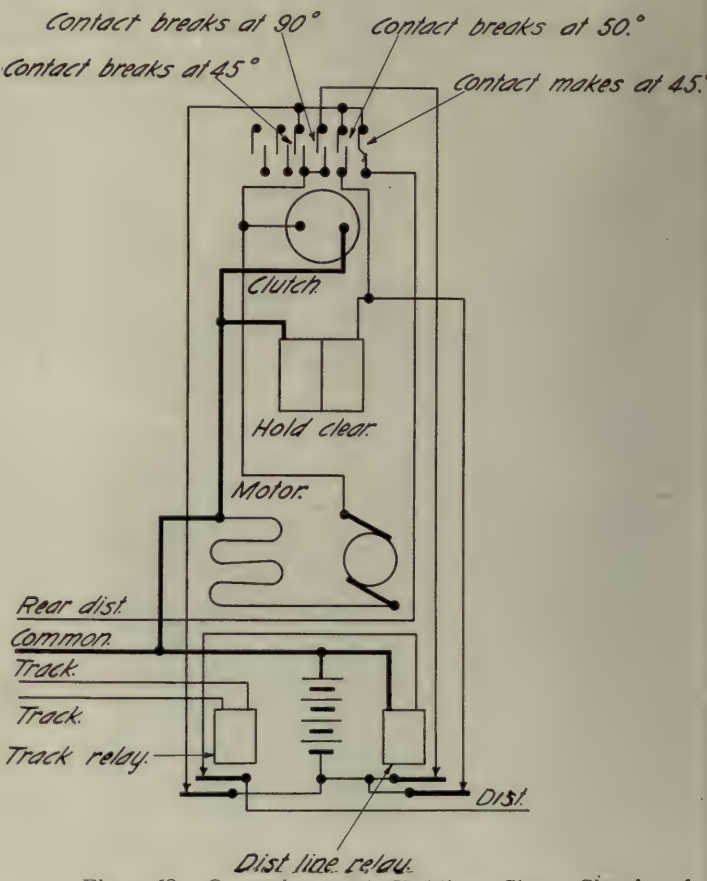 Contact breaks at 90°
Contact breaks at 50.°
Contact breaks at 45°
Contact makes at 45.°
Clutch.
Hold clear.
Motor.
Rear dist.
Common.
Track.
Track.
Track relay.
Dist.
Dist line relay.